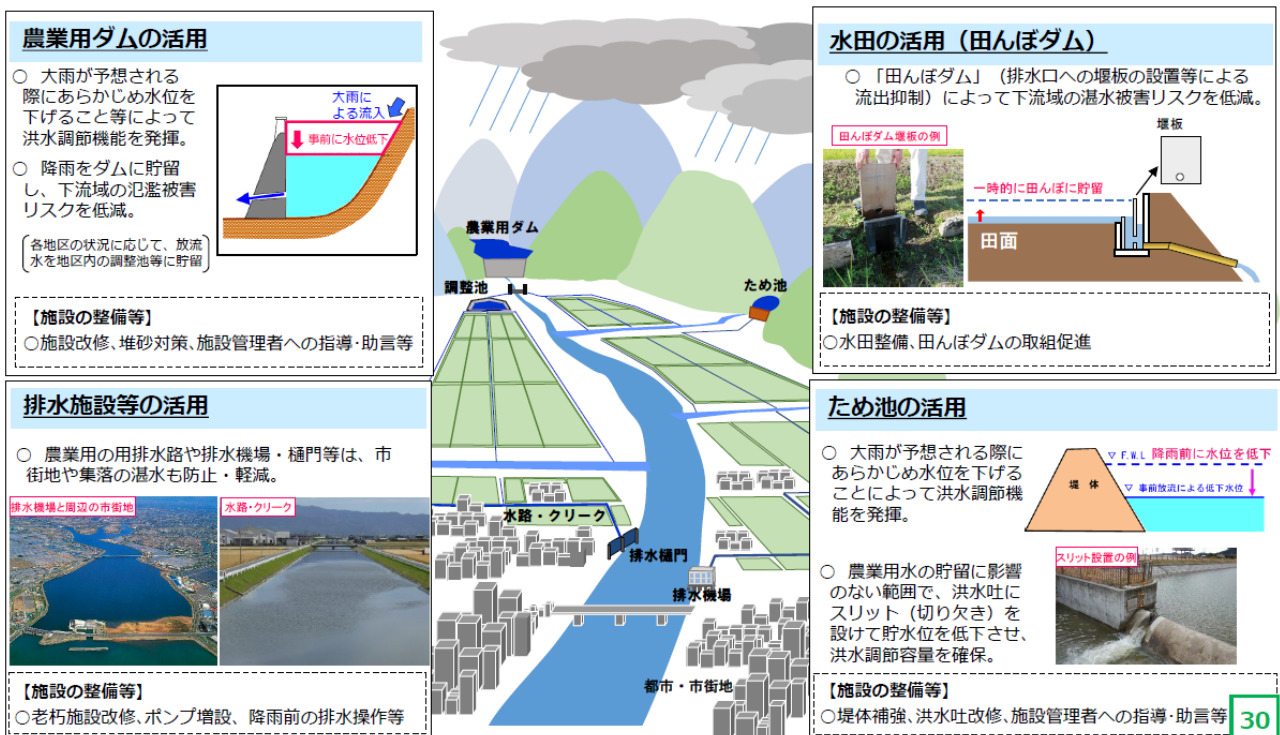 農業用ダムの活用
○ 大雨が予想される
際にあらかじめ水位を
下げること等によって
洪水調節機能を発揮。
○ 降雨をダムに貯留
し、下流域の氾濫被害
リスクを低減。
各地区の状況に応じて、放流
水を地区内の調整池等に貯留
大雨に
よる流入
事前に水位低下
【施設の整備等】
○施設改修、堆砂対策、施設管理者への指導・助言等
水田の活用（田んぼダム）
○ 「田んぼダム」（排水口への堰板の設置等による
流出抑制）によって下流域の湛水被害リスクを低減。
田んぼダム堰板の例
堰板
一時的に田んぼに貯留
田面
【施設の整備等】
○水田整備、田んぼダムの取組促進
農業用ダム
調整池
ため池
水路・クリーク
排水樋門
排水機場
都市・市街地
排水施設等の活用
○ 農業用の用排水路や排水機場・樋門等は、市
街地や集落の湛水も防止・軽減。
排水機場と周辺の市街地
水路・クリーク
【施設の整備等】
○老朽施設改修、ポンプ増設、降雨前の排水操作等
ため池の活用
○ 大雨が予想される際に
あらかじめ水位を下げる
ことによって洪水調節機
能を発揮。
○ 農業用水の貯留に影響
のない範囲で、洪水吐に
スリット（切り欠き）を
設けて貯水位を低下させ、
洪水調節容量を確保。
▽ F.W.L 降雨前に水位を低下
堤 体
▽ 事前放流による低下水位
スリット設置の例
【施設の整備等】
○堤体補強、洪水吐改修、施設管理者への指導・助言等
30